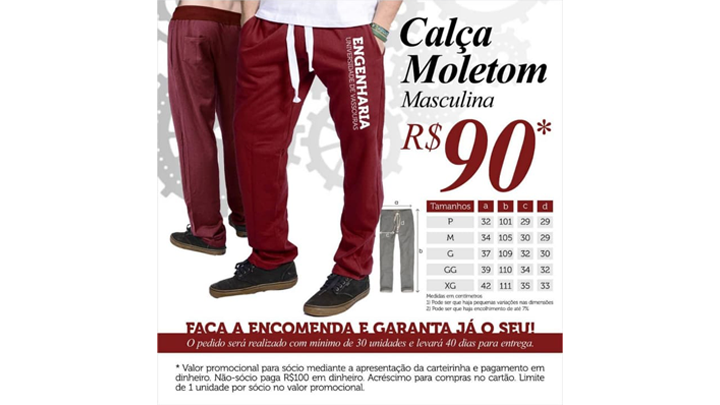 Calça
Moletom
Masculina
R$90*
ENGENHARIA
UNIVERSIDADE DE VASSOURAS
Tamanhos a b c d
P 32 101 29 29
M 34 105 30 29
G 37 109 32 30
GG 39 110 34 32
XG 42 111 35 33
a
b
c
d
Medidas em centímetros
1) Pode ser que haja pequenas variações nas dimensões
2) Pode ser que haja encolhimento de até 7%
FAÇA A ENCOMENDA E GARANTA JÁ O SEU!
O pedido será realizado com mínimo de 30 unidades e levará 40 dias para entrega.
* Valor promocional para sócio mediante a apresentação da carteirinha e pagamento em
dinheiro. Não-sócio paga R$100 em dinheiro. Acréscimo para compras no cartão. Limite
de 1 unidade por sócio no valor promocional.